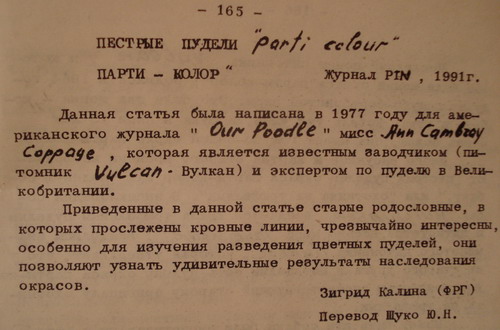 - 165 -
ПЕСТРЫЕ ПУДЕЛИ "parti colour"
ПАРТИ - КОЛОР" Журнал PIN, 1991г.
Данная статья была написана в 1977 году для аме-
риканского журнала " Our Poodle " мисс Ann Cambray
Coppage , которая является известным заводчиком (пи-
томник Vulcan - Вулкан) и экспертом по пуделю в Вели-
кобритании.
Приведенные в данной статье старые родословные, в
которых прослежены кровные линии, чрезвычайно интересны,
особенно для изучения разведения цветных пуделей, они
позволяют узнать удивительные результаты наследования
окрасов.
Зигрид Калина (ФРГ)
Перевод Щуко Ю.Н.